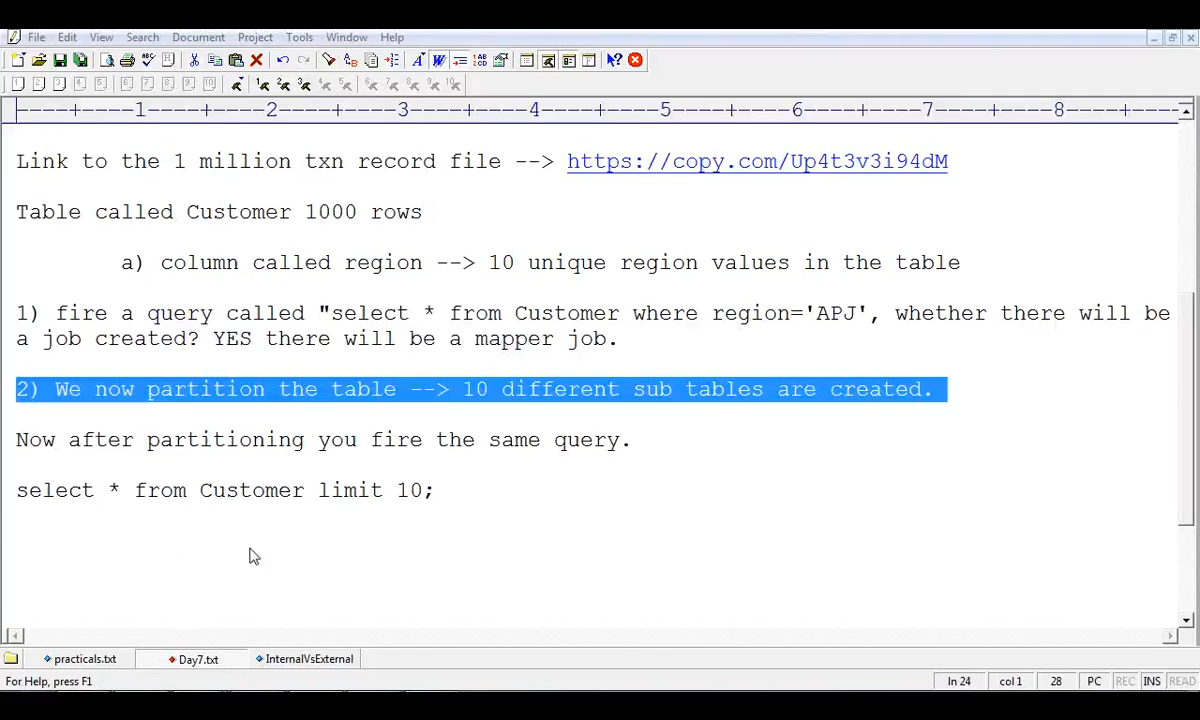 File Edit View Search Document Project Tools Window Help
----+----1----+----2----+----3----+----4----+----5----+----6----+----7----+----8----+--
Link to the 1 million txn record file --> https://copy.com/Up4t3v3i94dM
Table called Customer 1000 rows
a) column called region --> 10 unique region values in the table
1) fire a query called "select * from Customer where region='APJ', whether there will be
a job created? YES there will be a mapper job.
2) We now partition the table --> 10 different sub tables are created.
Now after partitioning you fire the same query.
select * from Customer limit 10;
practicals.txt Day7.txt InternalVsExternal
For Help, press F1 ln 24 col 1 28 PC REC INS READ